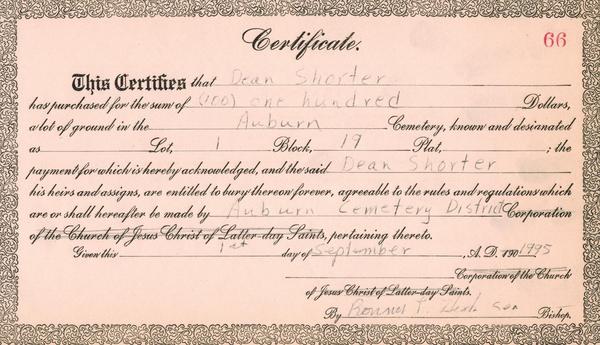 Certificate.
66
This Certifies that Dean Shorter
has purchased for the sum of (100) one hundred Dollars,
a lot of ground in the Auburn Cemetery, known and designated
as Lot, 1 Block, 19 Plat, ; the
payment for which is hereby acknowledged, and the said Dean Shorter
his heirs and assigns, are entitled to bury thereon forever, agreeable to the rules and regulations which
are or shall hereafter be made by Auburn Cemetery District Corporation
of the Church of Jesus Christ of Latter-day Saints, pertaining thereto.
Given this 1st day of September, A. D. 190 1995
Corporation of the Church
of Jesus Christ of Latter-day Saints.
By Bishop.